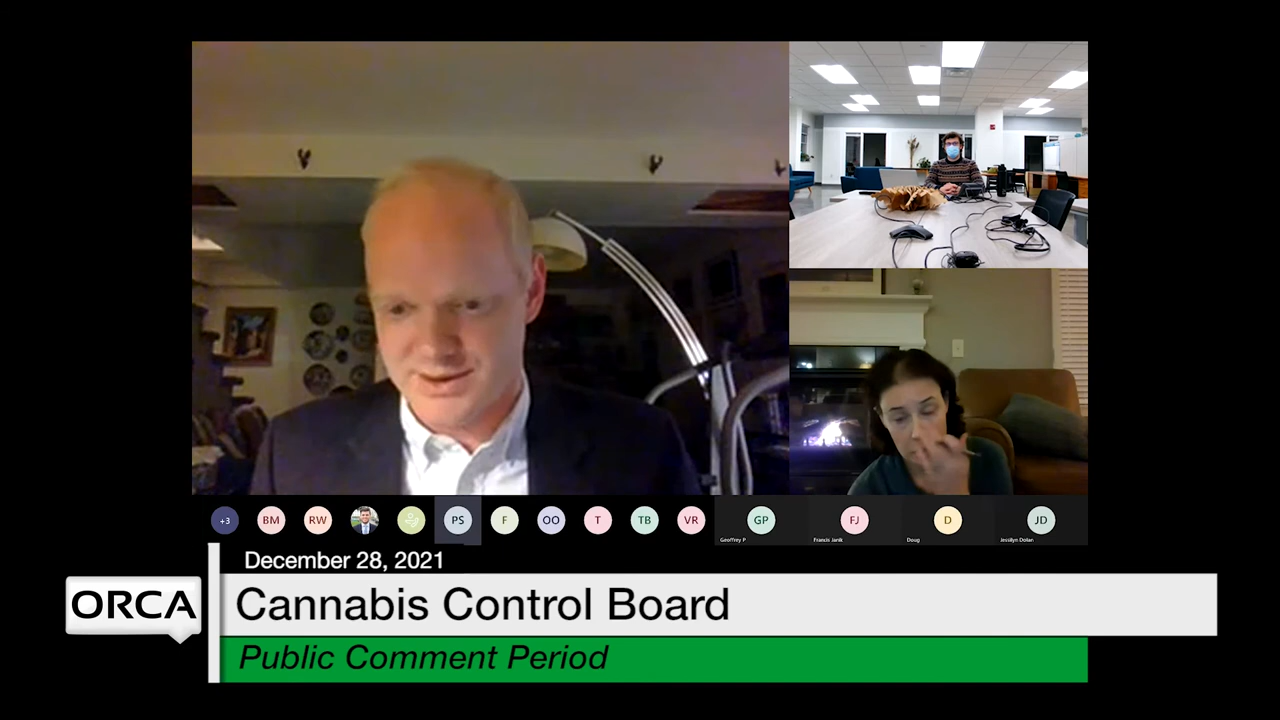 +3
BM
RW
PS
F
OO
T
TB
VR
GP
FJ
D
JD
Geoffrey P
Francis Janik
Doug
Jessilyn Dolan
December 28, 2021
ORCA
Cannabis Control Board
Public Comment Period